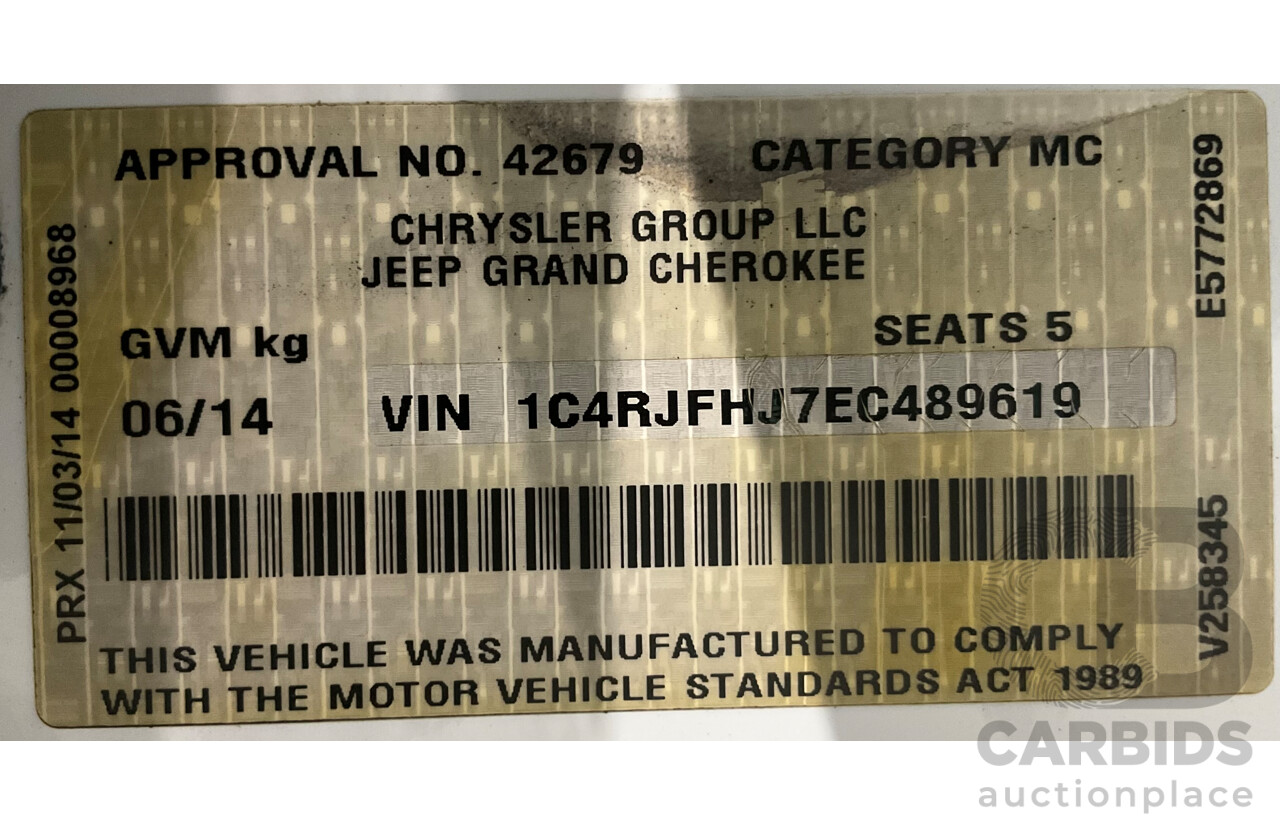 APPROVAL NO. 42679 CATEGORY MC
CHRYSLER GROUP LLC
JEEP GRAND CHEROKEE
GVM kg SEATS 5
06/14 VIN 1C4RJFHJ7EC489619
THIS VEHICLE WAS MANUFACTURED TO COMPLY
WITH THE MOTOR VEHICLE STANDARDS ACT 1989
PRX 11/03/14 00008968
E5772869
V258345
CARBIDS
auctionplace